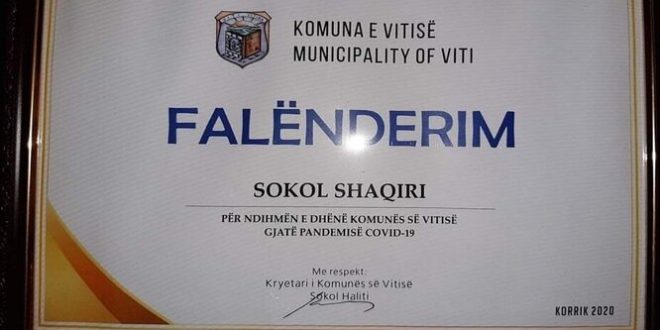 KOMUNA E VITISË
MUNICIPALITY OF VITI
FALËNDERIM
SOKOL SHAQIRI
PËR NDIHMËN E DHËNË KOMUNËS SË VITISË
GJATË PANDEMISË COVID-19
Me respekt:
Kryetari i Komunës së Vitisë
Sokol Haliti
KORRIK 2020